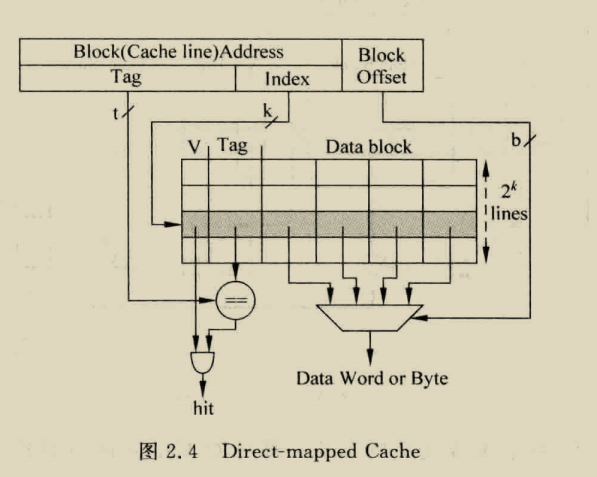 Block(Cache line)Address
Block
Offset
Tag
Index
t
k
b
V
Tag
Data block
2^k
lines
==
Data Word or Byte
hit
图 2.4 Direct-mapped Cache